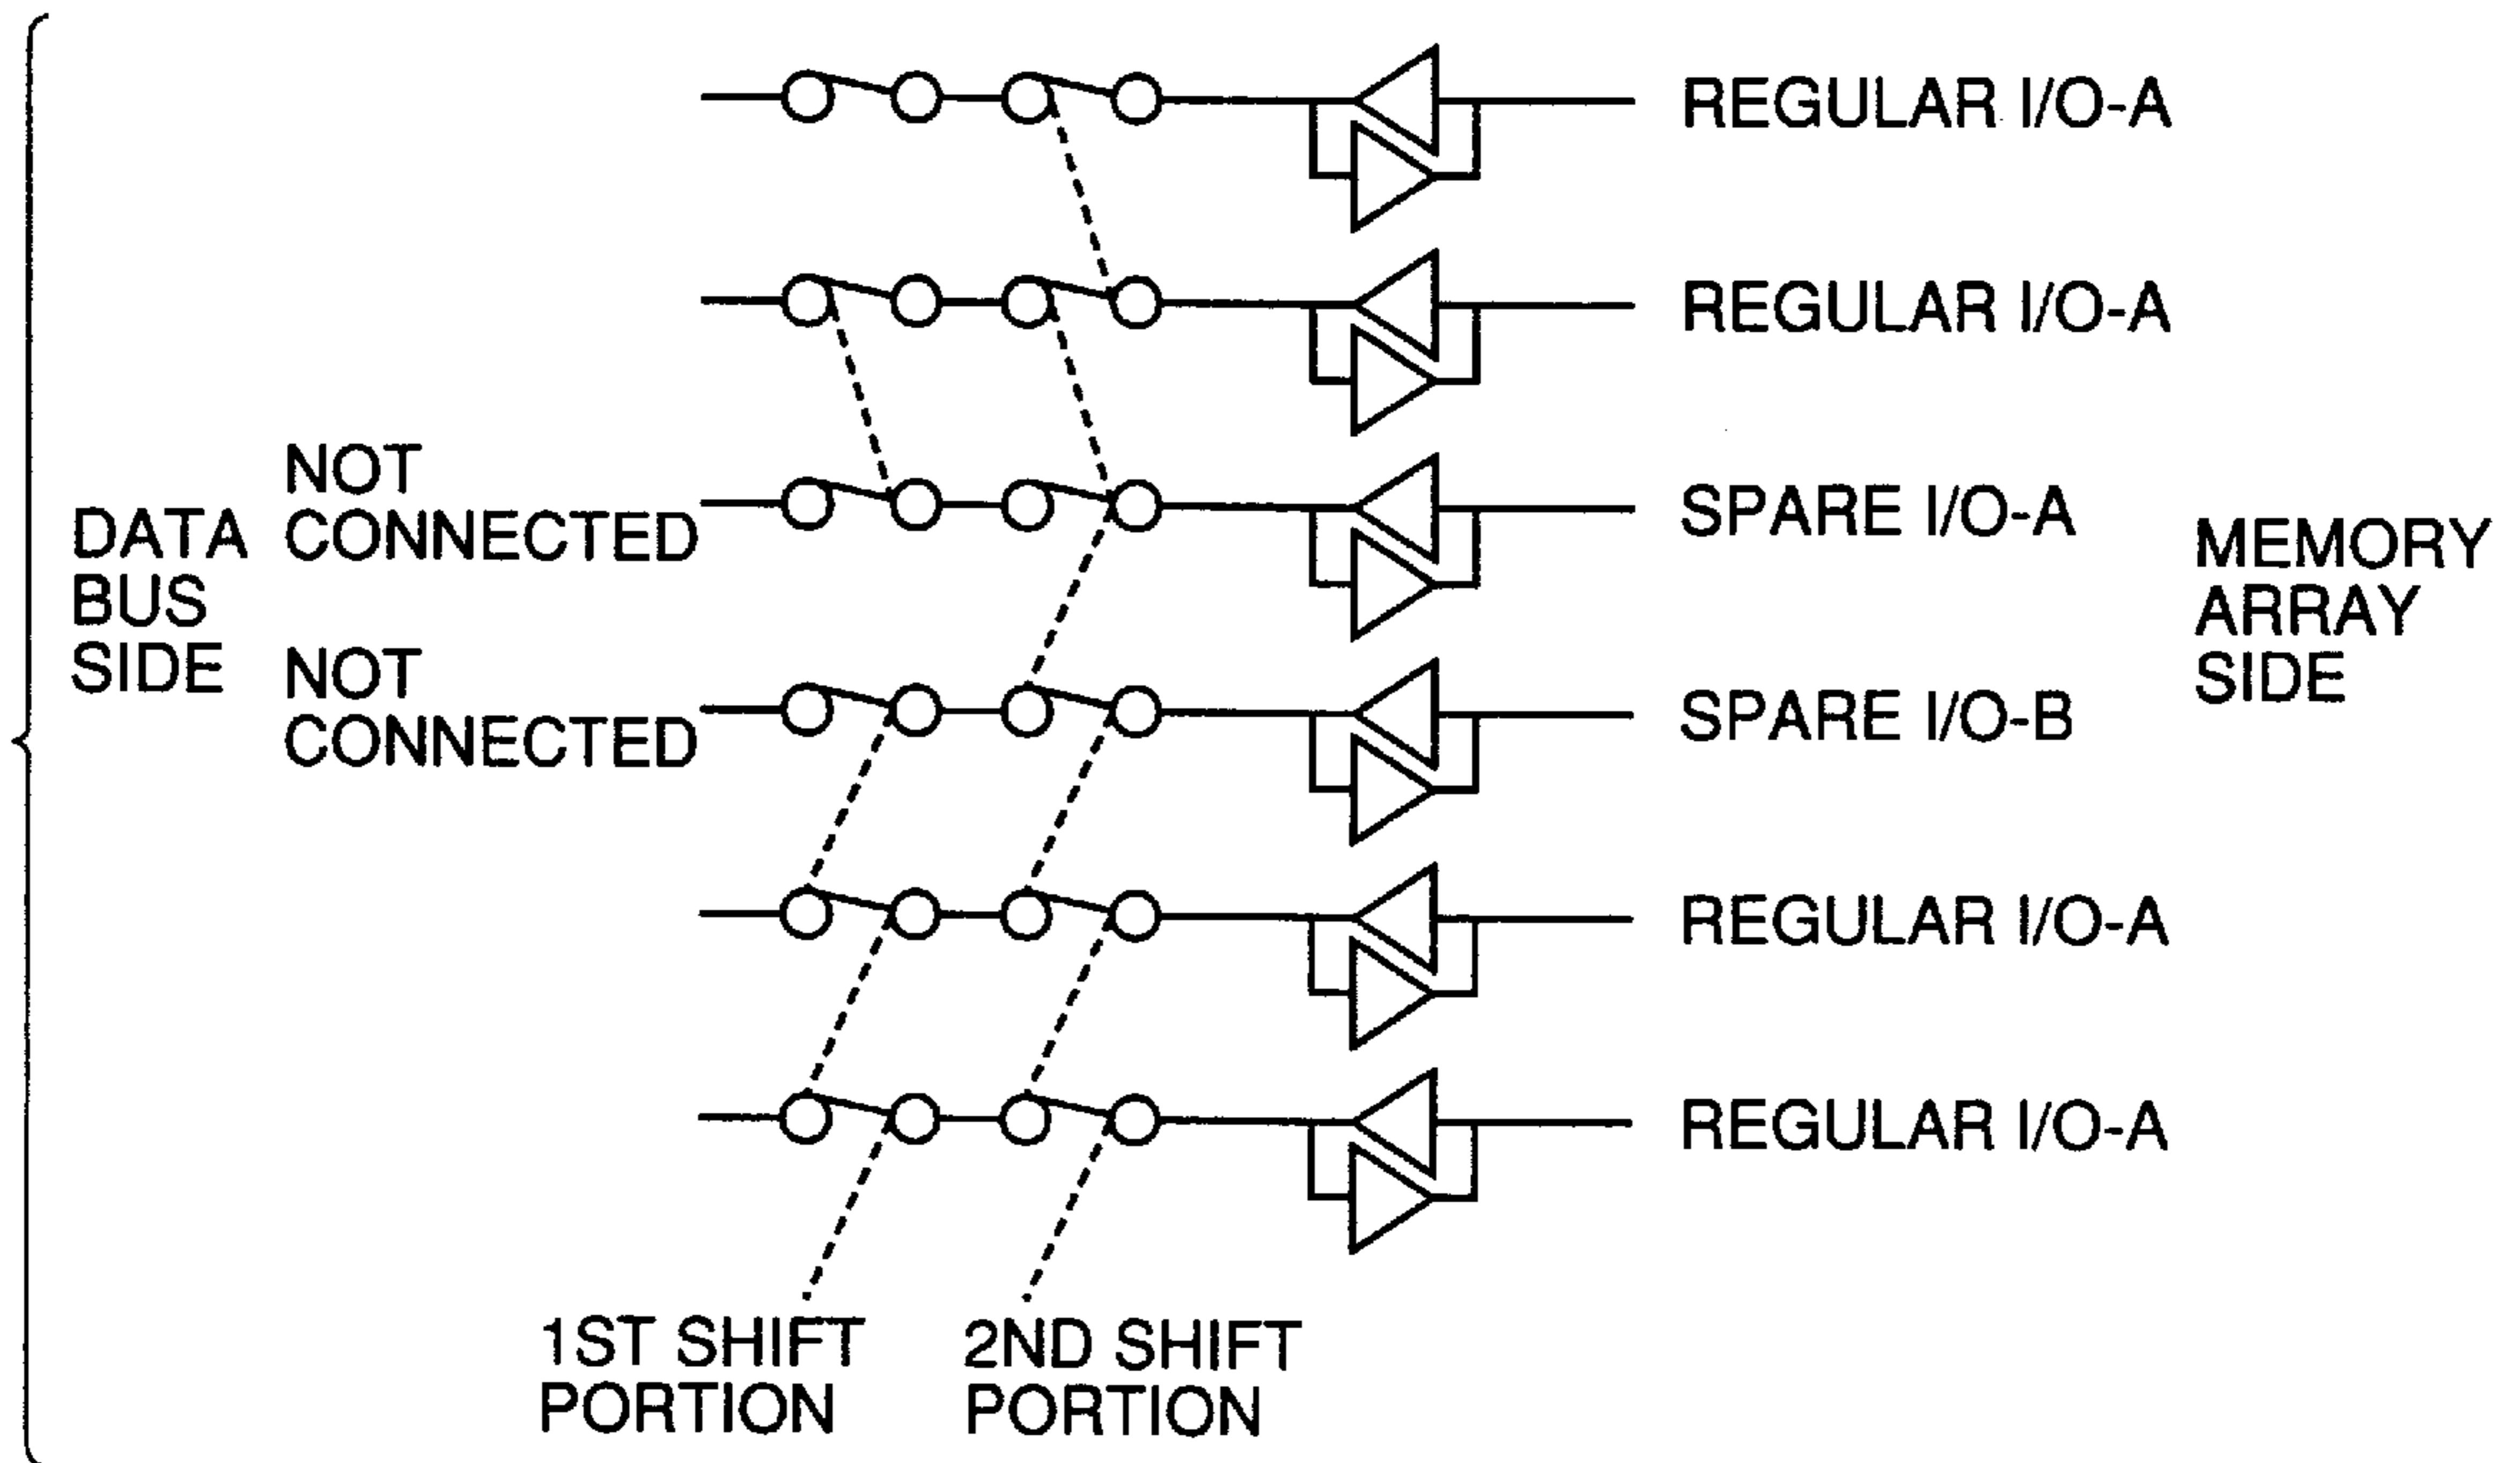 REGULAR I/O-A
REGULAR I/O-A
NOT
CONNECTED
SPARE I/O-A
DATA
BUS
SIDE
MEMORY
ARRAY
SIDE
NOT
CONNECTED
SPARE I/O-B
REGULAR I/O-A
REGULAR I/O-A
1ST SHIFT
PORTION
2ND SHIFT
PORTION